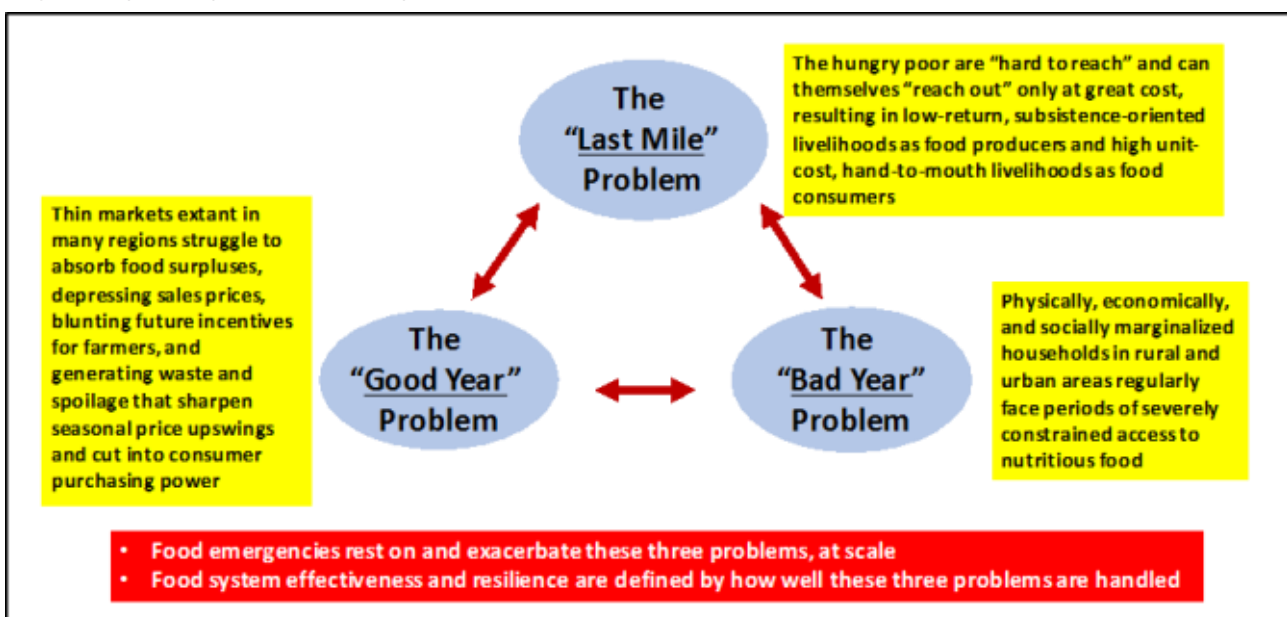 The
“Last Mile”
Problem
The hungry poor are “hard to reach” and can
themselves “reach out” only at great cost,
resulting in low-return, subsistence-oriented
livelihoods as food producers and high unit-
cost, hand-to-mouth livelihoods as food
consumers
Thin markets extant in
many regions struggle to
absorb food surpluses,
depressing sales prices,
blunting future incentives
for farmers, and
generating waste and
spoilage that sharpen
seasonal price upswings
and cut into consumer
purchasing power
The
“Good Year”
Problem
The
“Bad Year”
Problem
Physically, economically,
and socially marginalized
households in rural and
urban areas regularly
face periods of severely
constrained access to
nutritious food
• Food emergencies rest on and exacerbate these three problems, at scale
• Food system effectiveness and resilience are defined by how well these three problems are handled